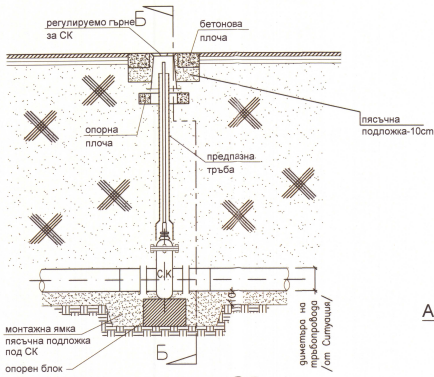 Б
регулируемо гърне
за СК
бетонова
плоча
опорна
плоча
пясъчна
подложка-10cm
предпазна
тръба
СК
10
диаметъра на
тръбопровода
/от Ситуация/
А
монтажна ямка
пясъчна подложка
под СК
опорен блок
Б